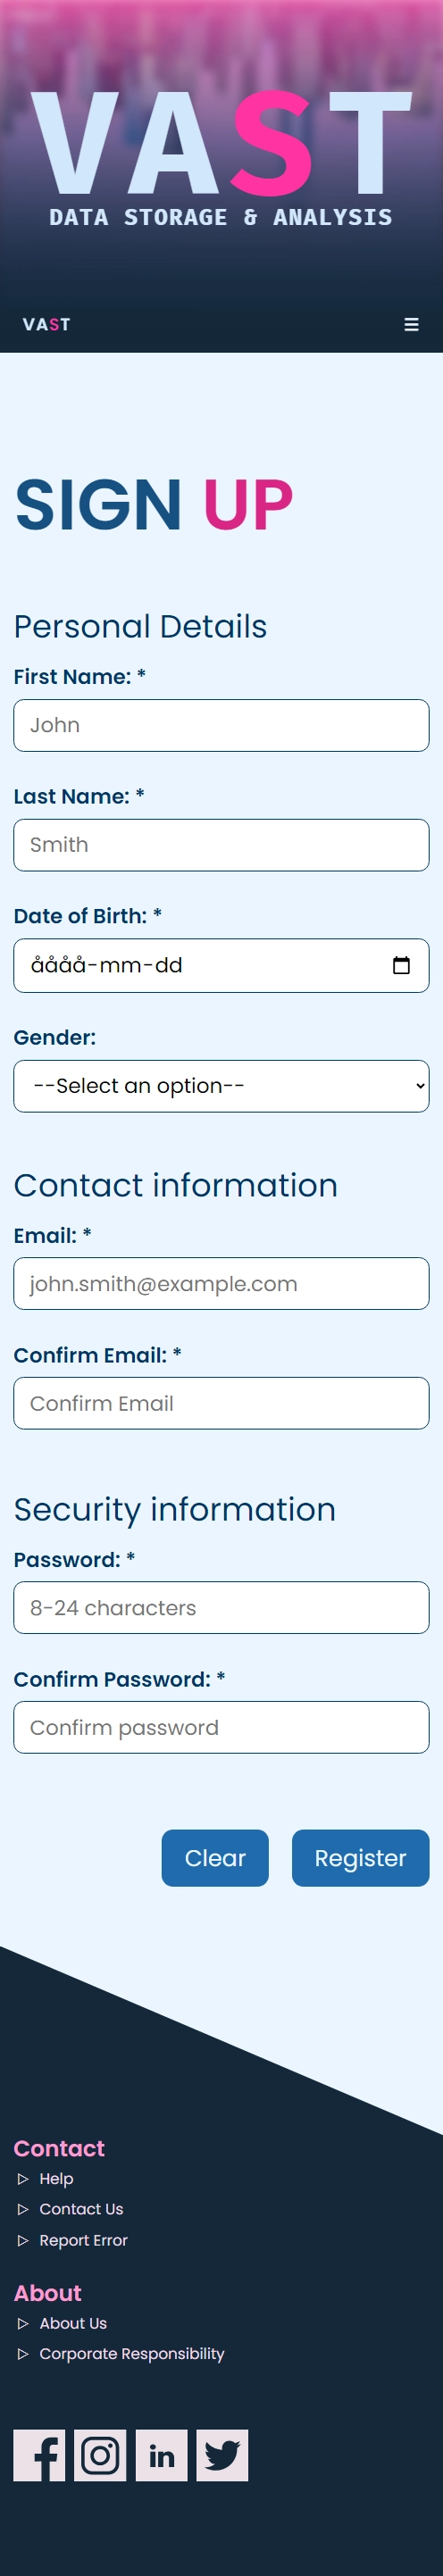 VAST
DATA STORAGE & ANALYSIS
VAST
SIGN UP
Personal Details
First Name: *
John
Last Name: *
Smith
Date of Birth: *
åååå-mm-dd
Gender:
--Select an option--
Contact information
Email: *
john.smith@example.com
Confirm Email: *
Confirm Email
Security information
Password: *
8-24 characters
Confirm Password: *
Confirm password
Clear Register
Contact
Help
Contact Us
Report Error
About
About Us
Corporate Responsibility
in